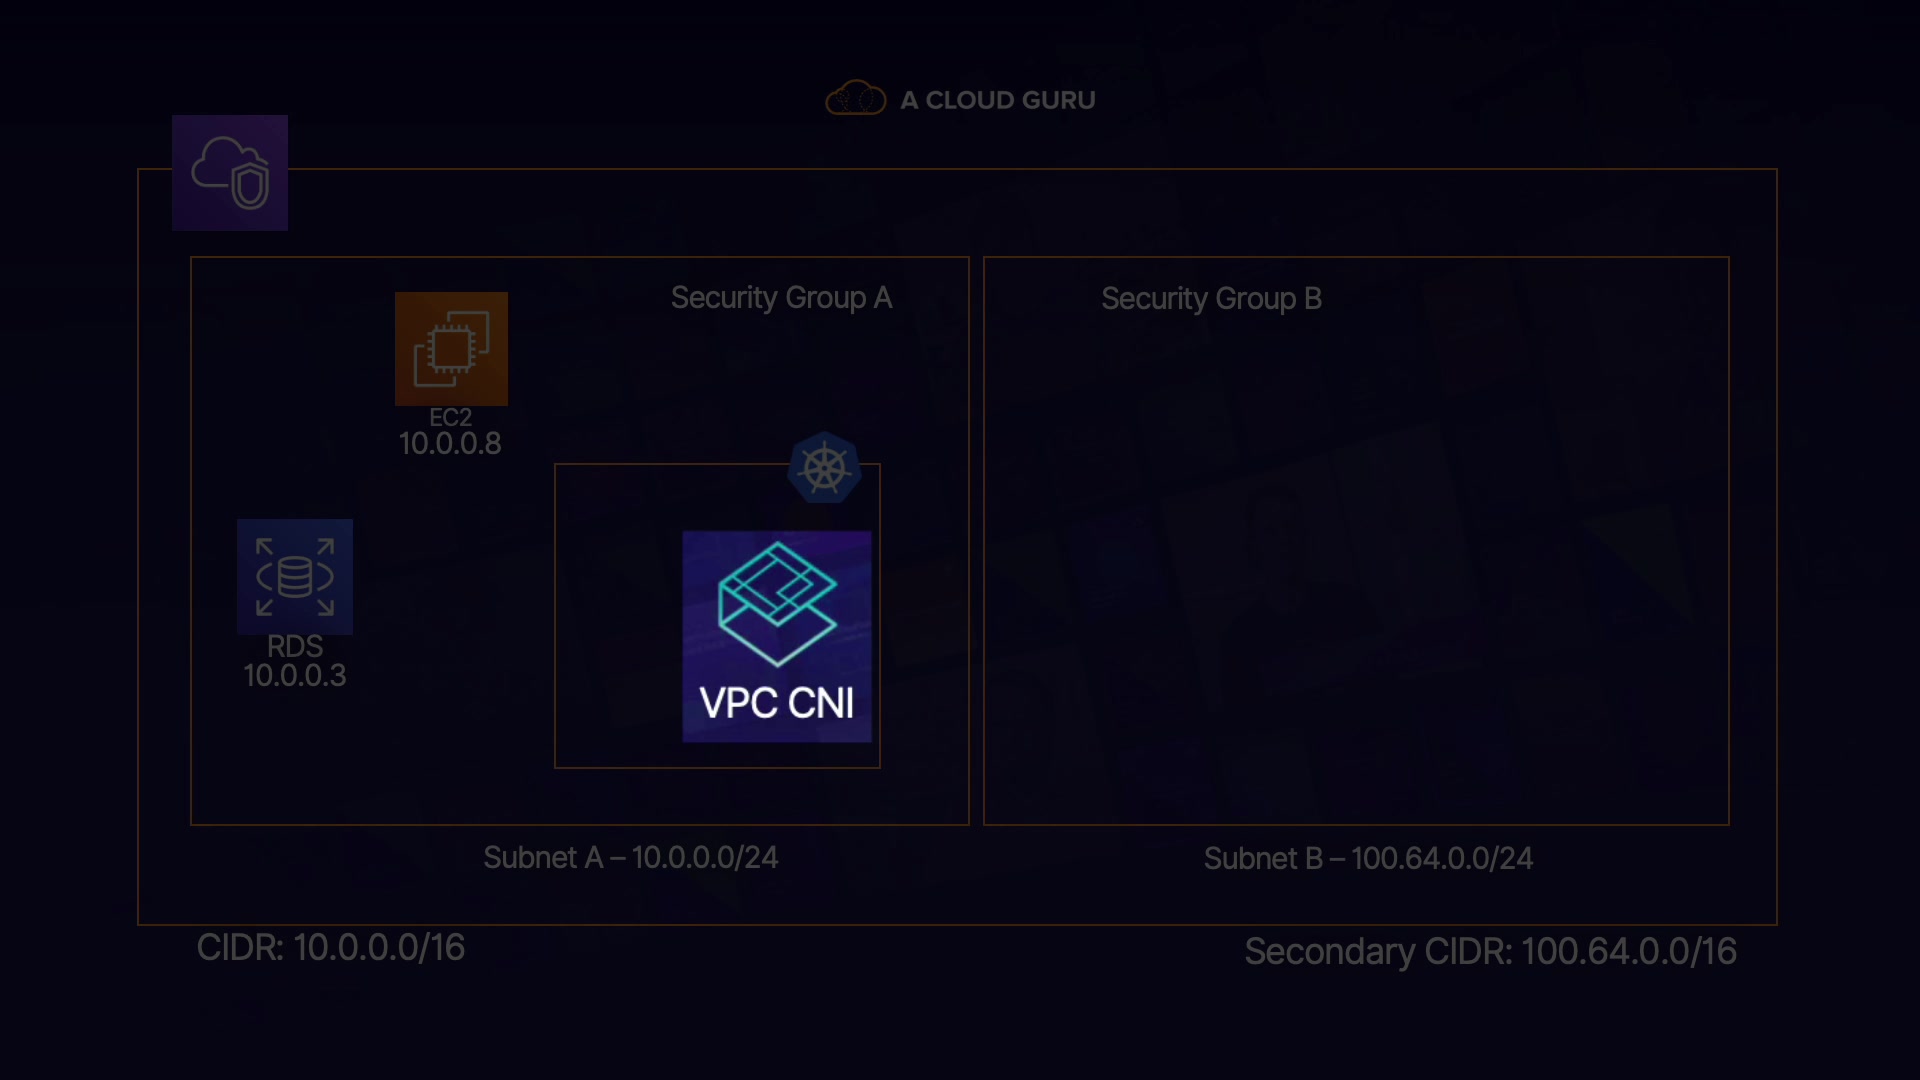 A CLOUD GURU
Security Group A
Security Group B
EC2
10.0.0.8
RDS
10.0.0.3
VPC CNI
Subnet A – 10.0.0.0/24
Subnet B – 100.64.0.0/24
CIDR: 10.0.0.0/16
Secondary CIDR: 100.64.0.0/16